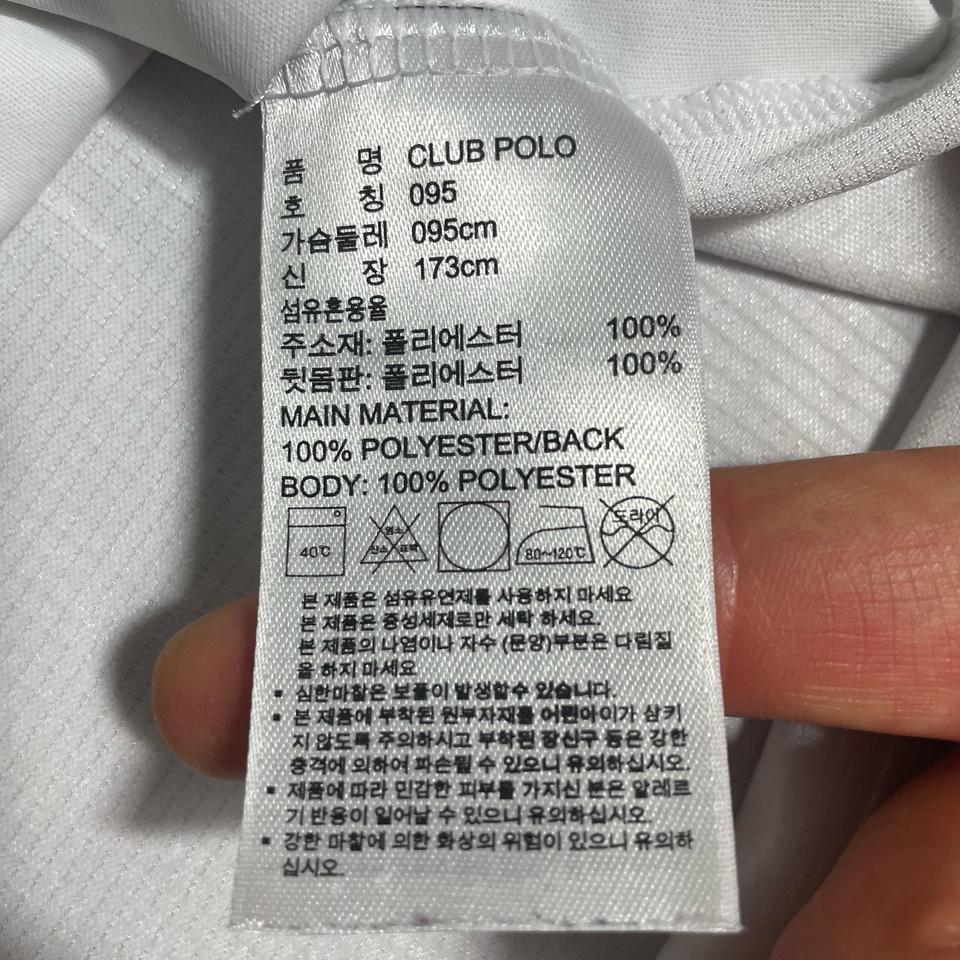 품 명 CLUB POLO
호 칭 095
가슴둘레 095cm
신 장 173cm
섬유혼용율
주소재: 폴리에스터 100%
뒷몸판: 폴리에스터 100%
MAIN MATERIAL:
100% POLYESTER/BACK
BODY: 100% POLYESTER
40℃ 염소 산소 표백 80~120℃ 드라이
본 제품은 섬유유연제를 사용하지 마세요
본 제품은 중성세제로만 세탁 하세요.
본 제품의 나염이나 자수 (문양)부분은 다림질
을 하지 마세요
▪ 심한마찰은 보풀이 발생할수 있습니다.
▪ 본 제품에 부착된 원부자재를 어린아이가 삼키
지 않도록 주의하시고 부착된 장신구 등은 강한
충격에 의하여 파손될 수 있으니 유의하십시오.
▪ 제품에 따라 민감한 피부를 가지신 분은 알레르
기 반응이 일어날 수 있으니 유의하십시오.
▪ 강한 마찰에 의한 화상의 위험이 있으니 유의하
십시오.